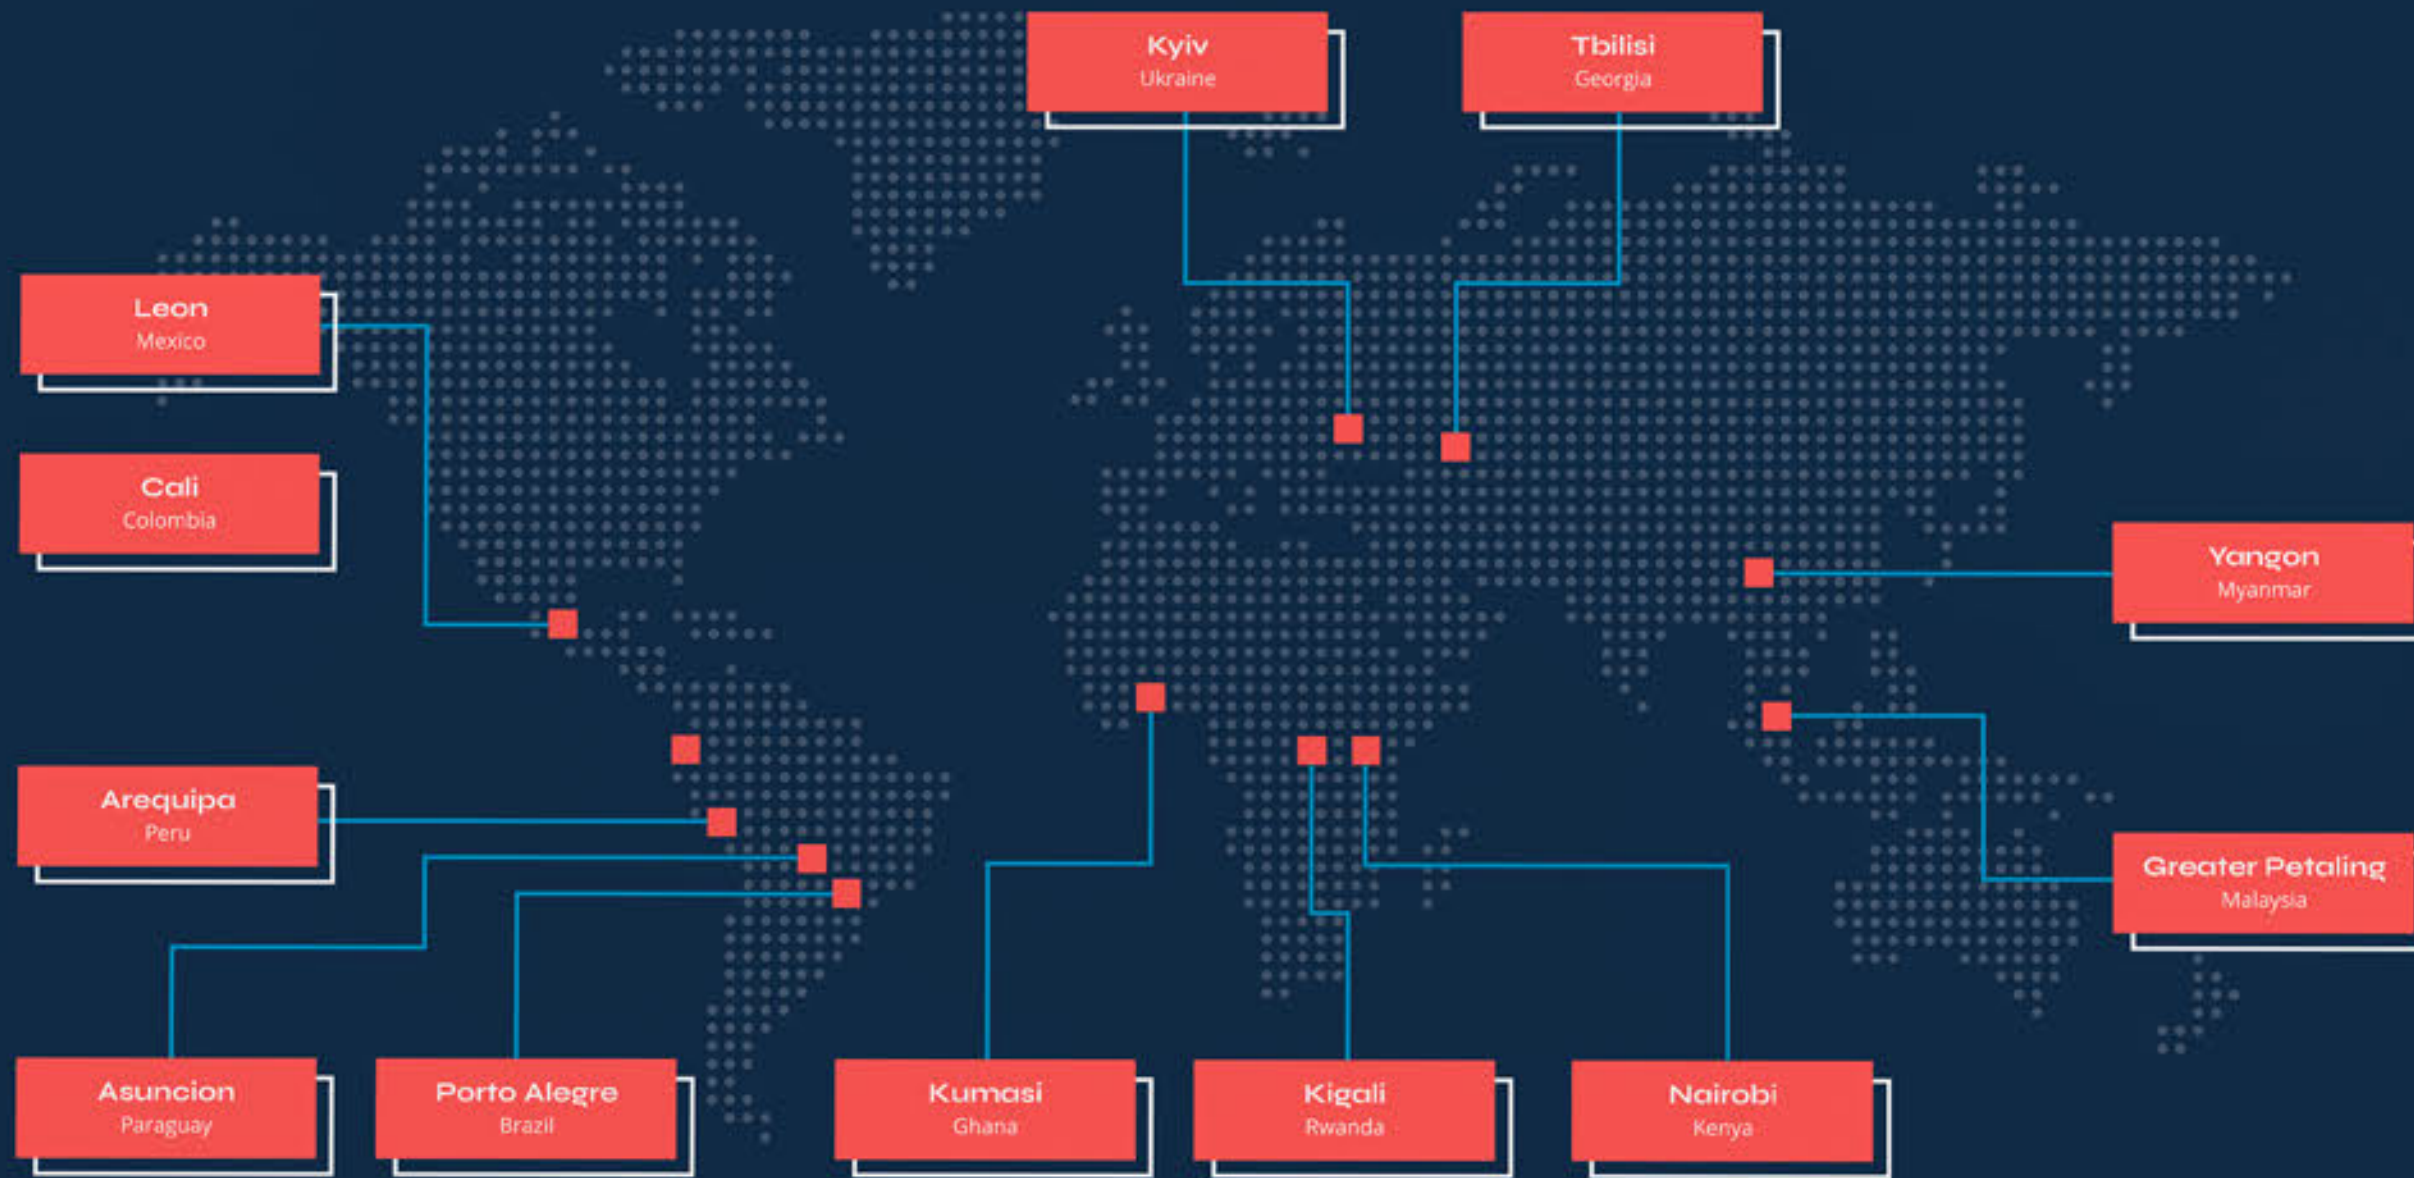 Kyiv
Ukraine
Tbilisi
Georgia
Leon
Mexico
Cali
Colombia
Yangon
Myanmar
Arequipa
Peru
Greater Petaling
Malaysia
Asuncion
Paraguay
Porto Alegre
Brazil
Kumasi
Ghana
Kigali
Rwanda
Nairobi
Kenya